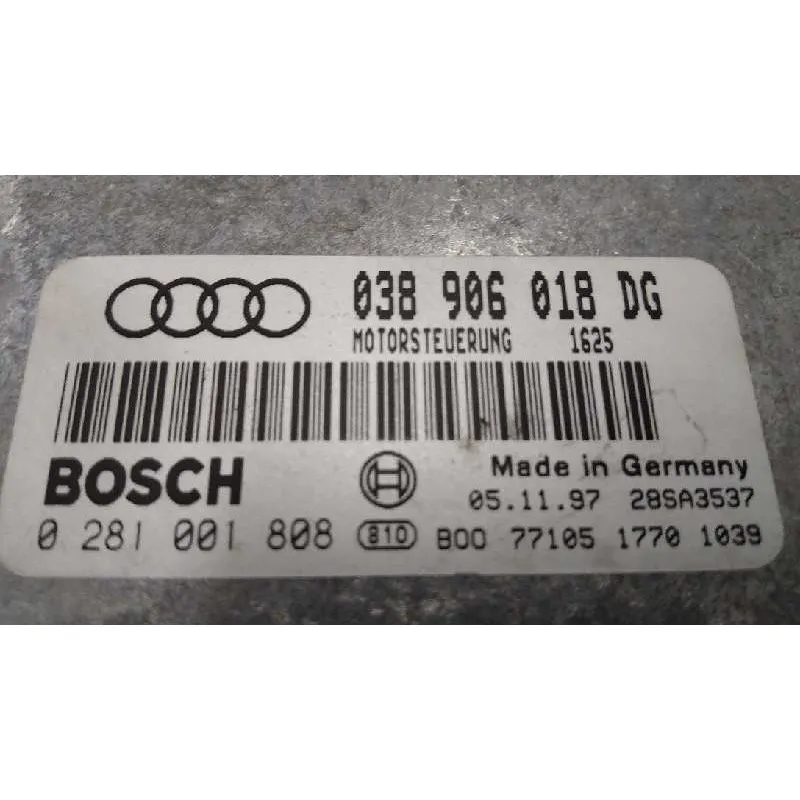 038 906 018 DG
MOTORSTEUERUNG 1625
BOSCH
Made in Germany
05.11.97 28SA3537
0 281 001 808 810 B00 77105 1770 1039